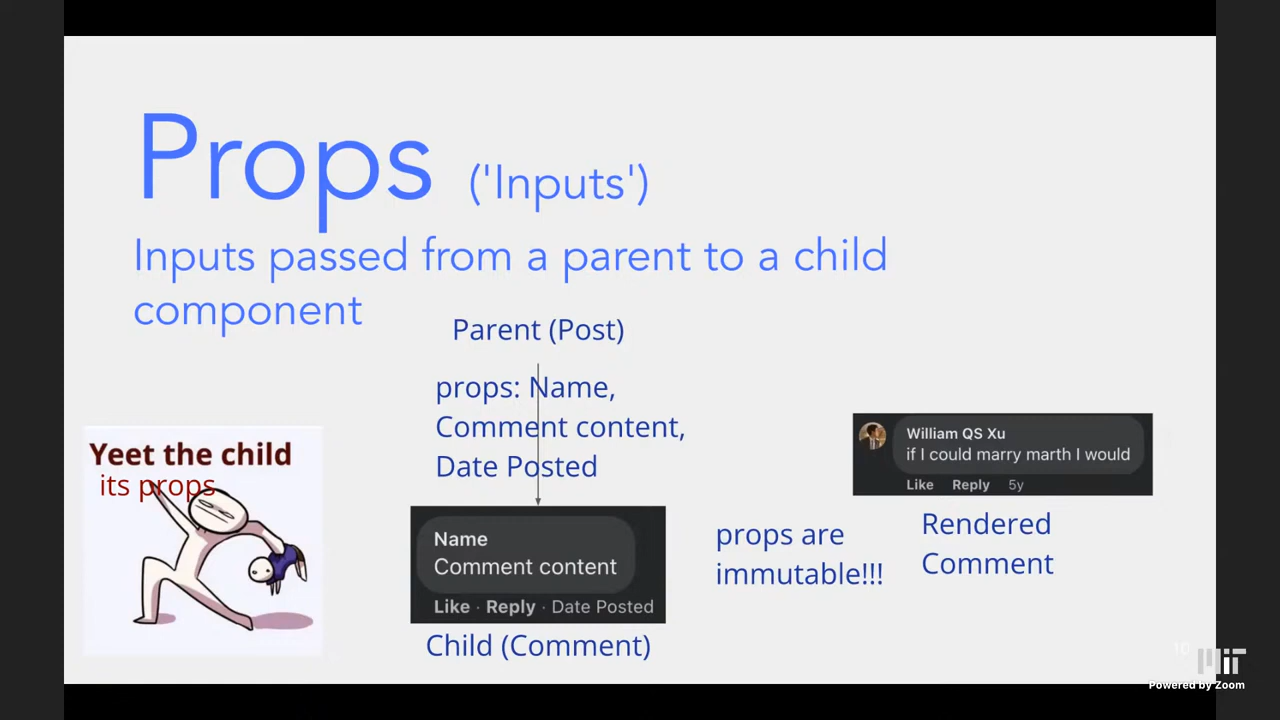 Props ('Inputs')
Inputs passed from a parent to a child
component
Parent (Post)
props: Name,
Comment content,
Date Posted
Yeet the child
its props
Name
Comment content
Like · Reply · Date Posted
Child (Comment)
props are
immutable!!!
William QS Xu
if I could marry marth I would
Like Reply 5y
Rendered
Comment
10
MIT
Powered by Zoom